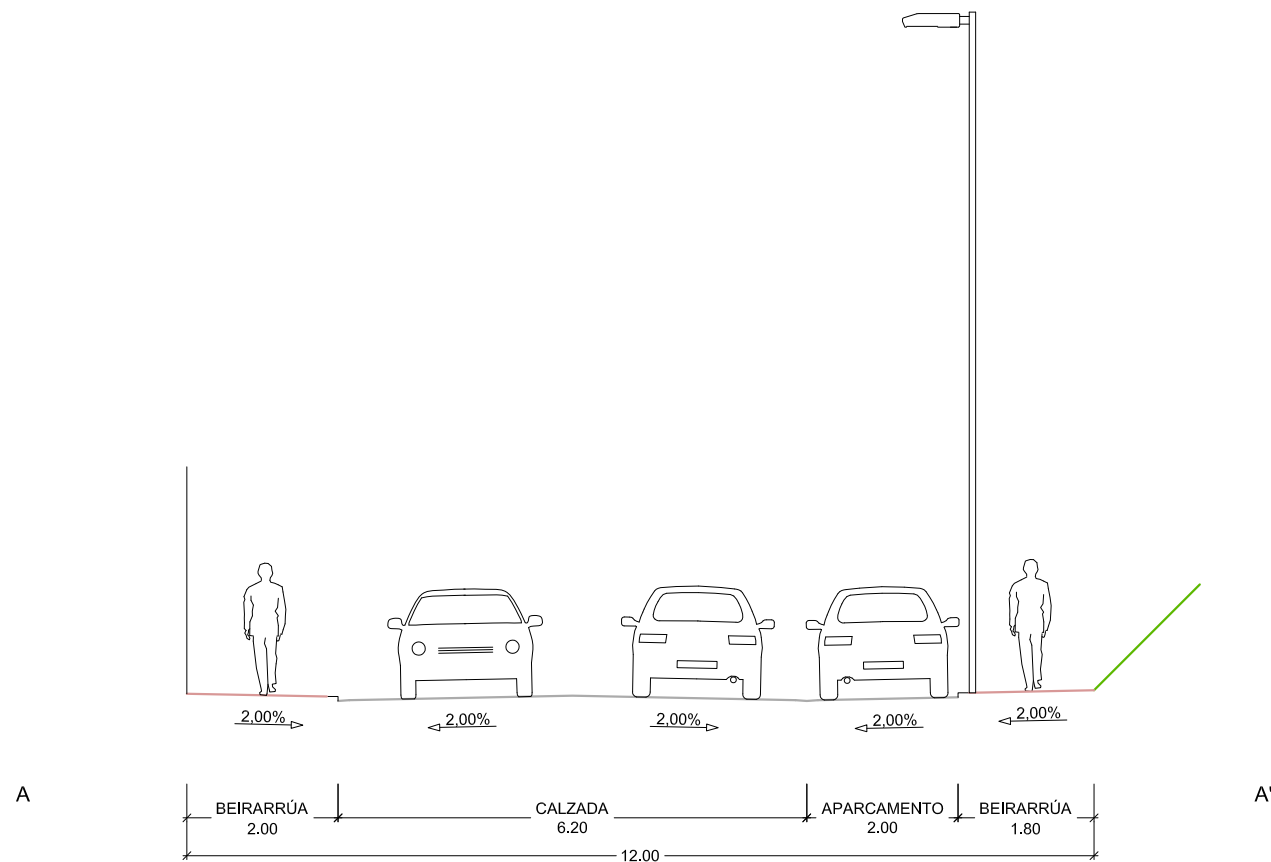 2,00% 2,00% 2,00% 2,00% 2,00%
A A'
BEIRARRÚA CALZADA APARCAMENTO BEIRARRÚA
2.00 6.20 2.00 1.80
12.00